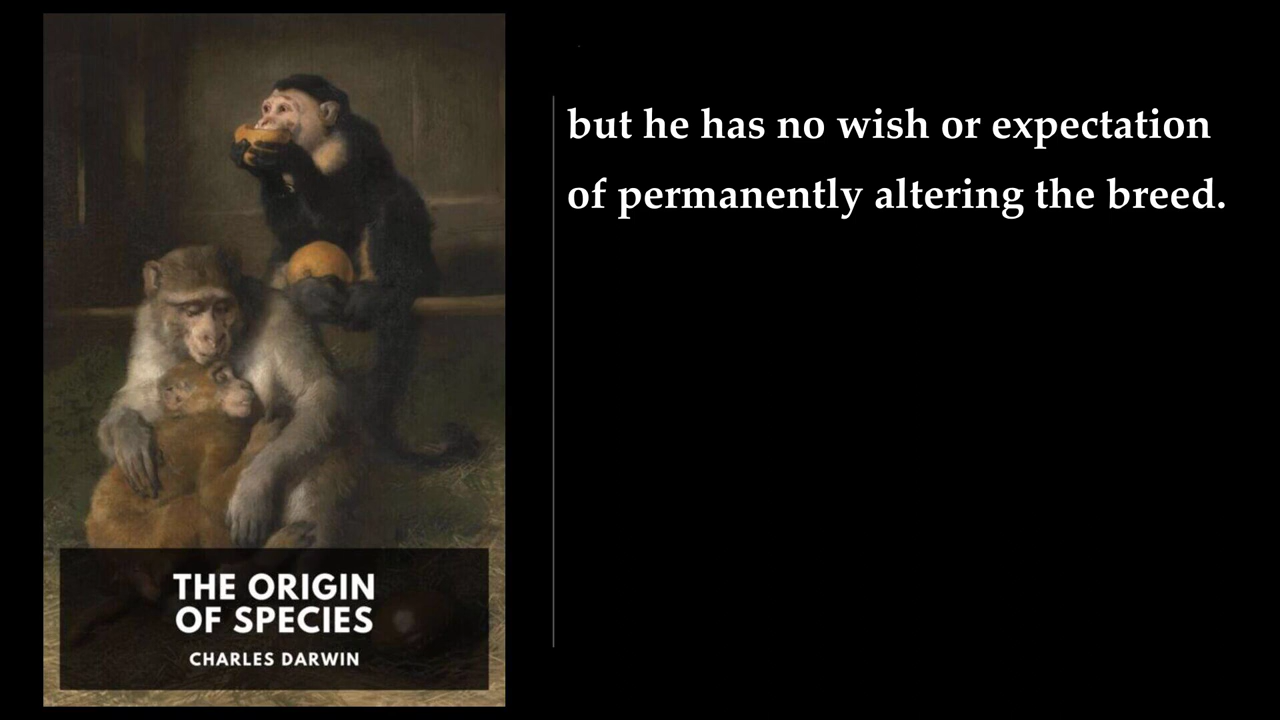 but he has no wish or expectation
of permanently altering the breed.
THE ORIGIN
OF SPECIES
CHARLES DARWIN